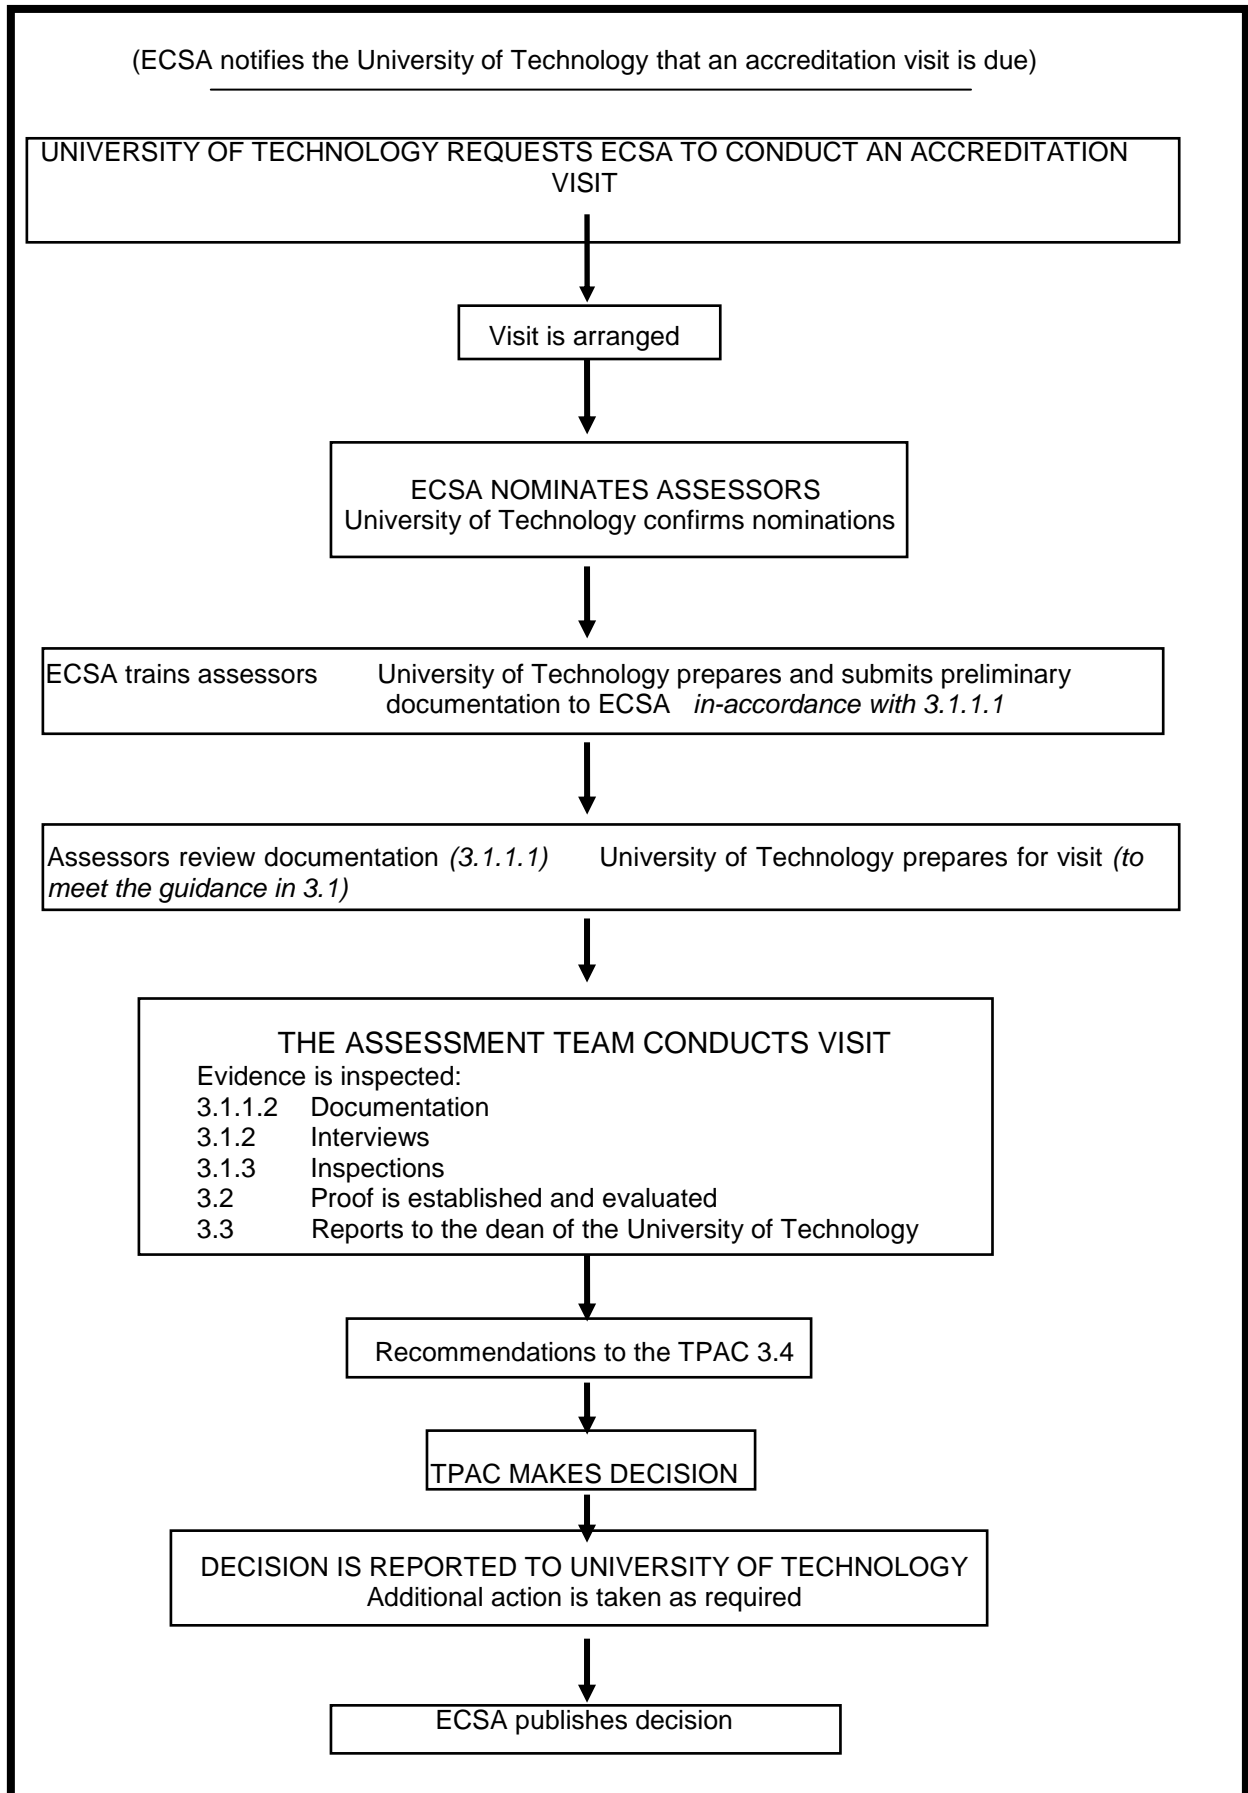 (ECSA notifies the University of Technology that an accreditation visit is due)
UNIVERSITY OF TECHNOLOGY REQUESTS ECSA TO CONDUCT AN ACCREDITATION
VISIT
Visit is arranged
ECSA NOMINATES ASSESSORS
University of Technology confirms nominations
ECSA trains assessors University of Technology prepares and submits preliminary
documentation to ECSA in-accordance with 3.1.1.1
Assessors review documentation (3.1.1.1) University of Technology prepares for visit (to
meet the guidance in 3.1)
THE ASSESSMENT TEAM CONDUCTS VISIT
Evidence is inspected:
3.1.1.2 Documentation
3.1.2 Interviews
3.1.3 Inspections
3.2 Proof is established and evaluated
3.3 Reports to the dean of the University of Technology
Recommendations to the TPAC 3.4
TPAC MAKES DECISION
DECISION IS REPORTED TO UNIVERSITY OF TECHNOLOGY
Additional action is taken as required
ECSA publishes decision